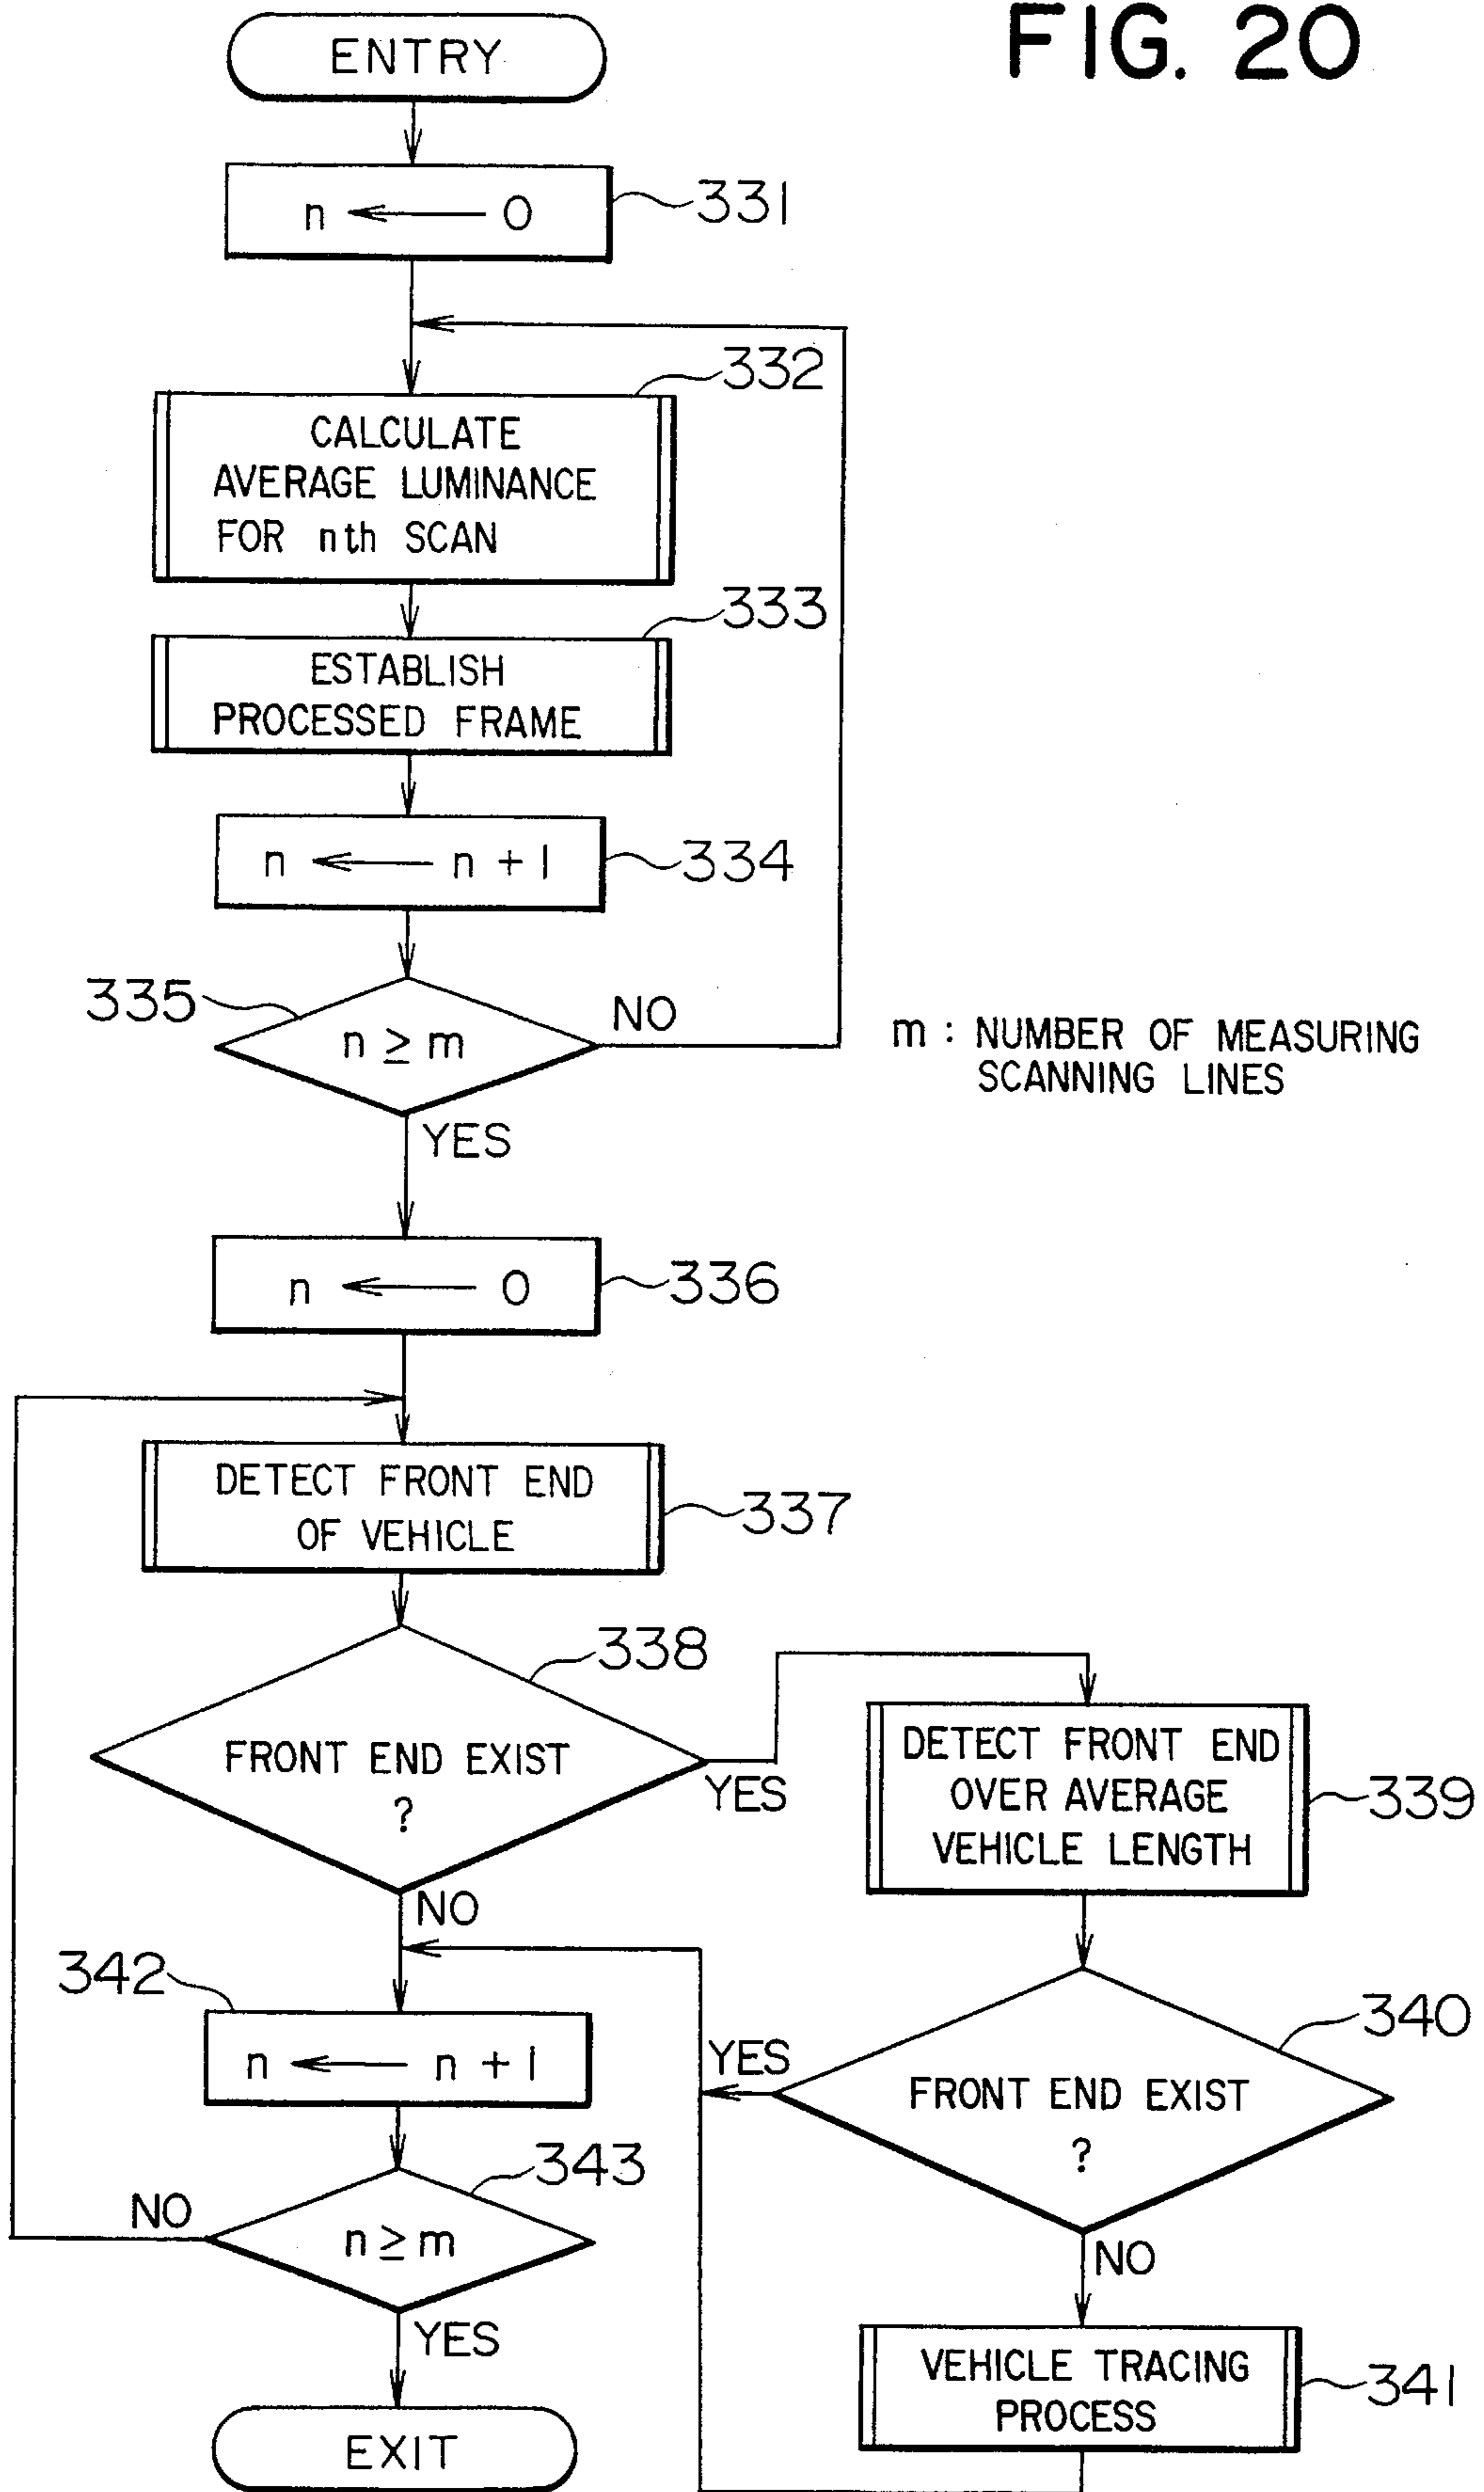 FIG. 20
ENTRY
n ← 0
331
332
CALCULATE
AVERAGE LUMINANCE
FOR nth SCAN
333
ESTABLISH
PROCESSED FRAME
n ← n + 1
334
335
n ≥ m
NO
m : NUMBER OF MEASURING
SCANNING LINES
YES
n ← 0
336
DETECT FRONT END
OF VEHICLE
337
338
FRONT END EXIST
?
YES
DETECT FRONT END
OVER AVERAGE
VEHICLE LENGTH
339
NO
342
n ← n + 1
340
YES
FRONT END EXIST
?
343
NO
n ≥ m
NO
YES
VEHICLE TRACING
PROCESS
341
EXIT